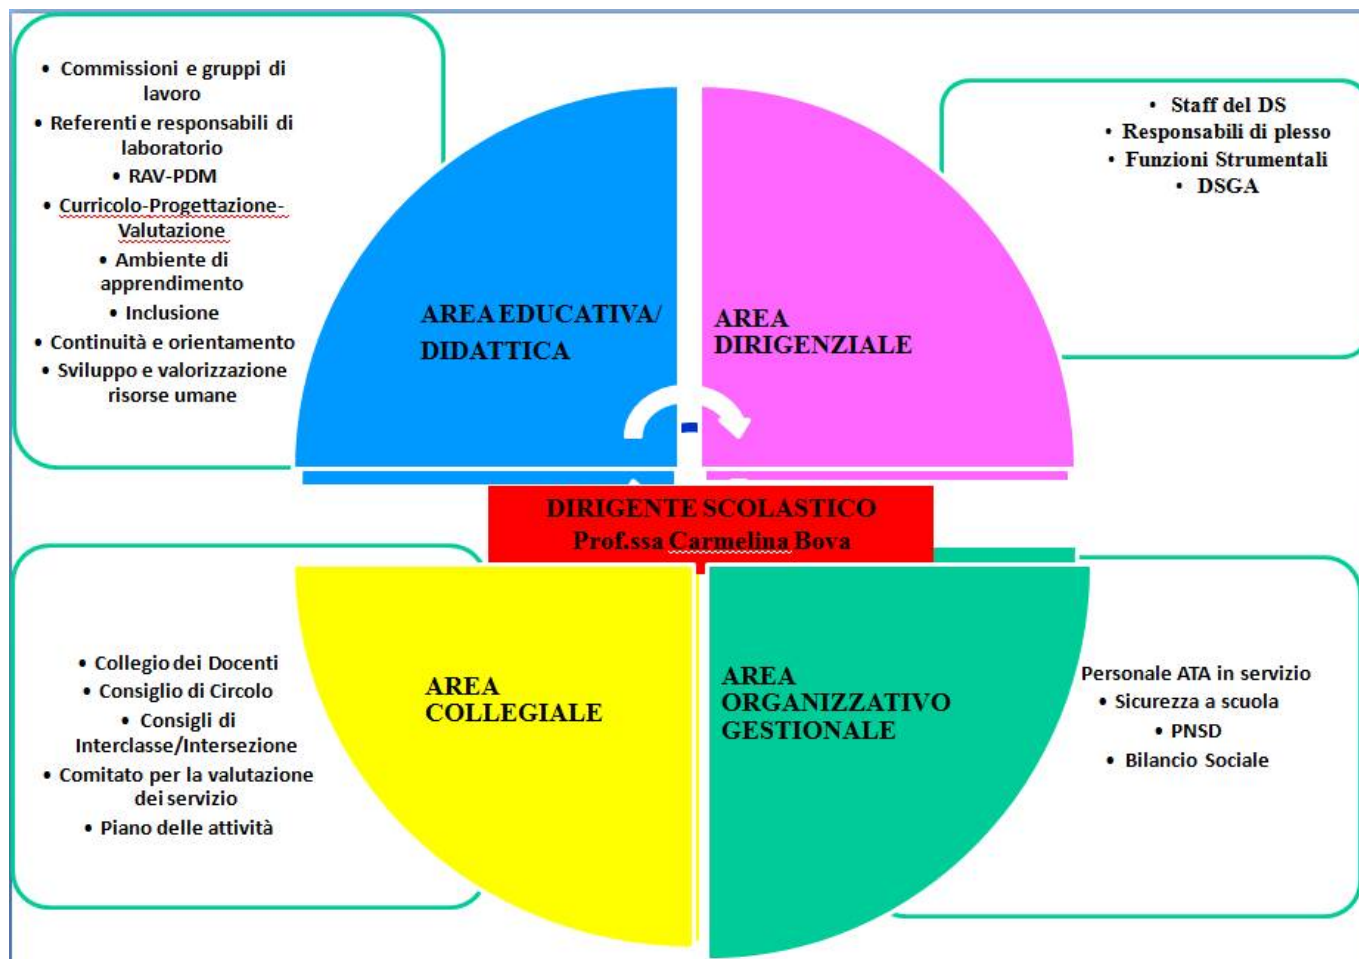 • Commissioni e gruppi di
lavoro
• Referenti e responsabili di
laboratorio
• RAV-PDM
• Curricolo-Progettazione-
Valutazione
• Ambiente di
apprendimento
• Inclusione
• Continuità e orientamento
• Sviluppo e valorizzazione
risorse umane
• Staff del DS
• Responsabili di plesso
• Funzioni Strumentali
• DSGA
AREA EDUCATIVA/
DIDATTICA
AREA
DIRIGENZIALE
DIRIGENTE SCOLASTICO
Prof.ssa Carmelina Bova
• Collegio dei Docenti
• Consiglio di Circolo
• Consigli di
Interclasse/Intersezione
• Comitato per la valutazione
dei servizio
• Piano delle attività
AREA
COLLEGIALE
AREA
ORGANIZZATIVO
GESTIONALE
Personale ATA in servizio
• Sicurezza a scuola
• PNSD
• Bilancio Sociale